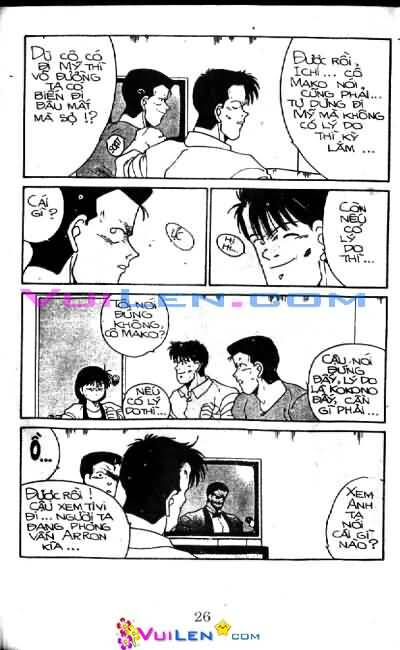 DÙ CÔ CÓ
ĐI MỸ THÌ
VÕ ĐƯỜNG
TA CÓ
BIẾN ĐI
ĐÂU MẤT
MÀ SỢ !?
ĐƯỢC RỒI,
ICHI... CÔ
MAKO NÓI
CŨNG PHẢI...
TỰ DƯNG ĐI
MỸ MÀ KHÔNG
CÓ LÝ DO
THÌ KỲ
LẮM...
CÁI
GÌ?
HI
HI...
CÒN
NẾU
CÓ
LÝ
DO
THÌ...
VUILEN.COM
TÔI NÓI
ĐÚNG
KHÔNG,
CÔ MAKO?
NẾU
CÓ LÝ
DO THÌ...
CẬU NÓI
ĐÚNG
ĐẤY, LÝ DO
LÀ KOKONO
ĐẤY, CẦN
GÌ PHẢI...
Ồ...
ĐƯỢC RỒI!
CẬU XEM TIVI
ĐI... NGƯỜI TA
ĐANG PHỎNG
VẤN ARRON
KÌA...
XEM
ANH
TA
NÓI
CÁI GÌ
NÀO?
26
VUILEN.COM